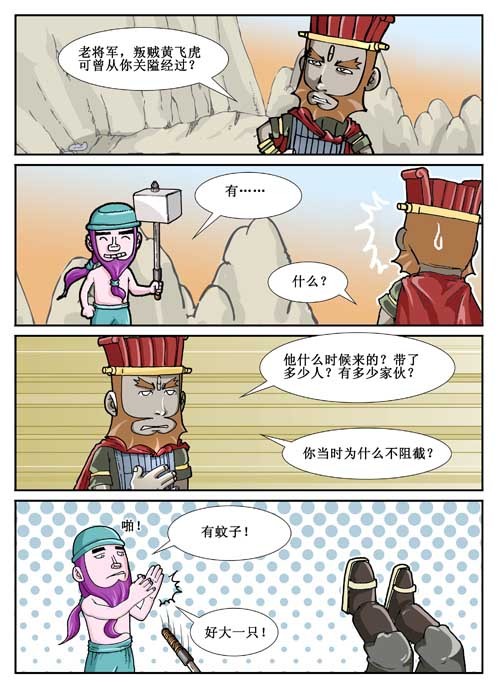 老将军，叛贼黄飞虎
可曾从你关隘经过？
有……
什么？
他什么时候来的？带了
多少人？有多少家伙？
你当时为什么不阻截？
啪！
有蚊子！
好大一只！